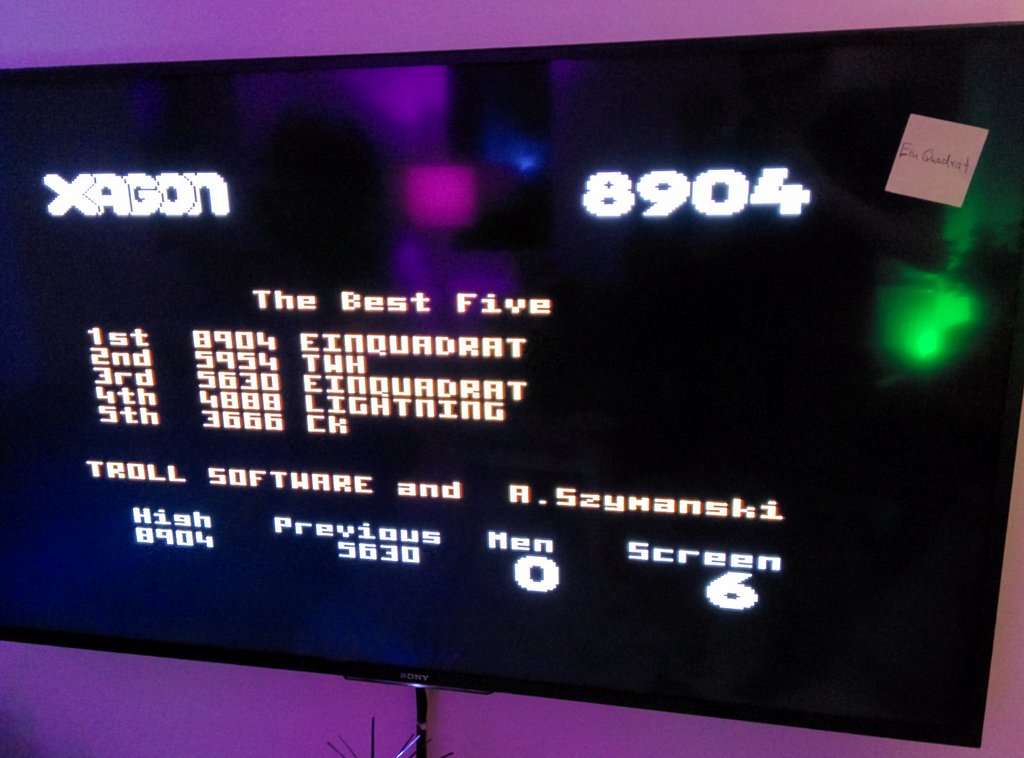 XAGON 8904
Ein Quadrat
The Best Five
1st 8904 EINQUADRAT
2nd 5954 TWH
3rd 5630 EINQUADRAT
4th 4888 LIGHTNING
5th 3666 CK
TROLL SOFTWARE and A.Szymanski
High Previous Men Screen
8904 5630 0 6
SONY